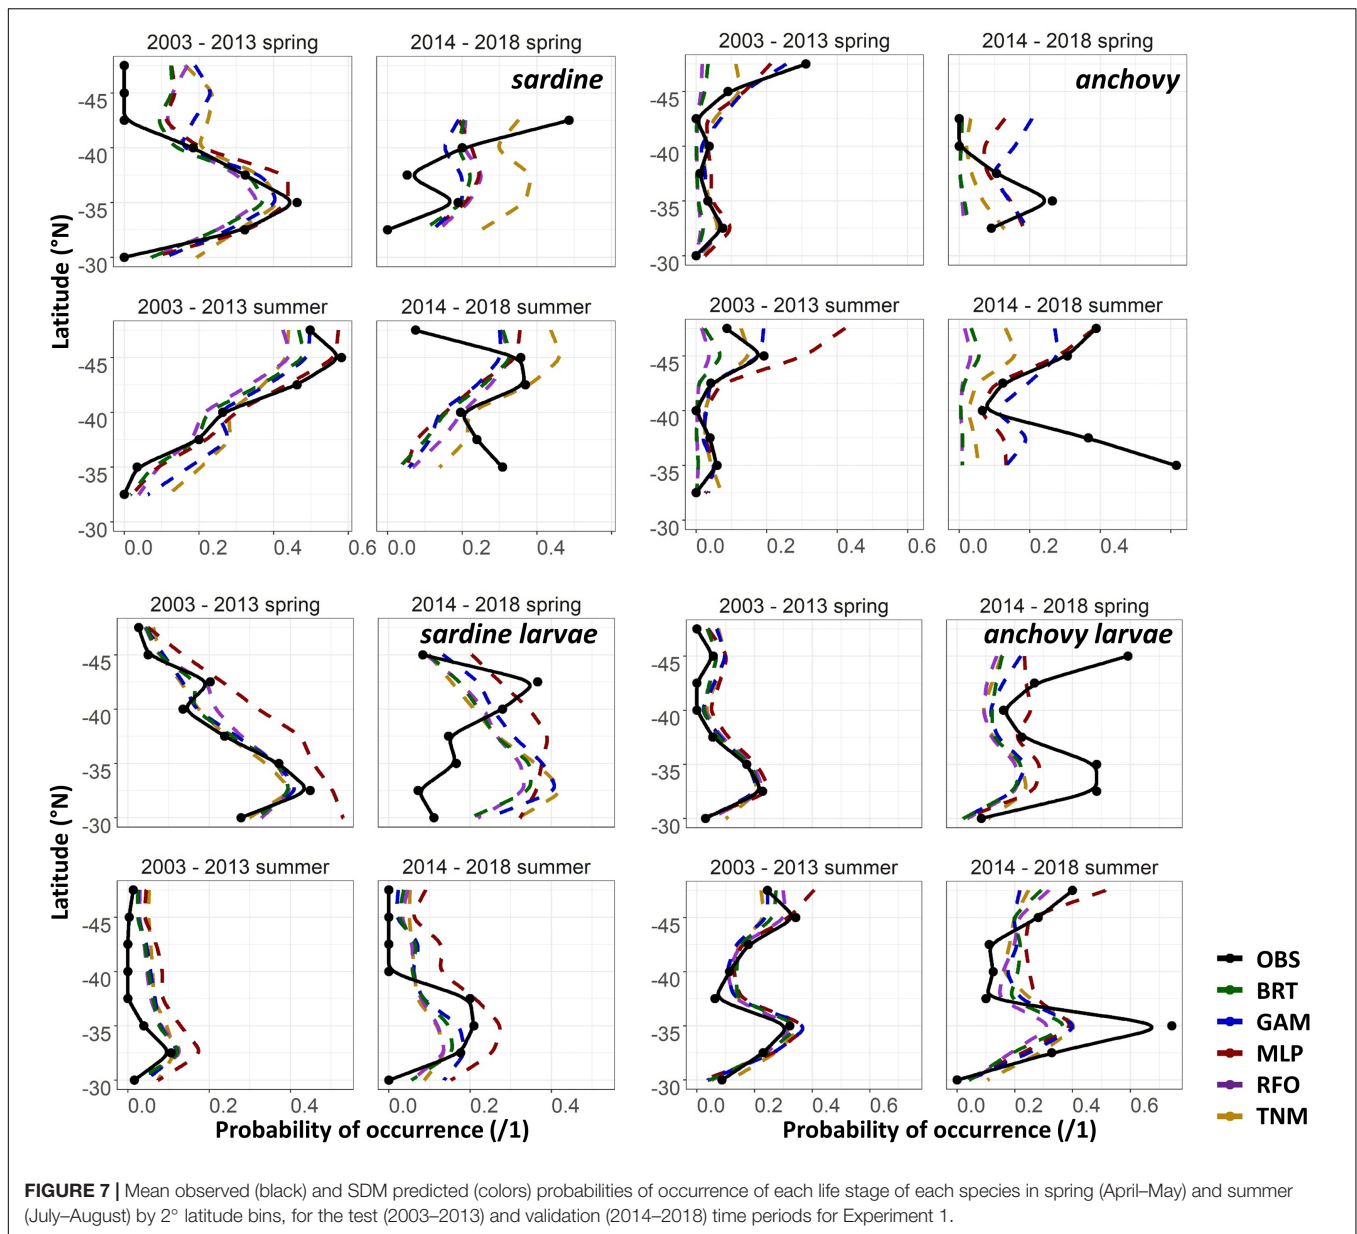 2003 - 2013 spring
2014 - 2018 spring
2003 - 2013 spring
2014 - 2018 spring
sardine
anchovy
-45
-40
-35
-30
-45
-40
-35
-30
Latitude (°N)
2003 - 2013 summer
2014 - 2018 summer
2003 - 2013 summer
2014 - 2018 summer
-45
-40
-35
-30
-45
-40
-35
-30
0.0 0.2 0.4 0.6
0.0 0.2 0.4
0.0 0.2 0.4 0.6
0.0 0.2 0.4
2003 - 2013 spring
2014 - 2018 spring
2003 - 2013 spring
2014 - 2018 spring
sardine larvae
anchovy larvae
-45
-40
-35
-30
-45
-40
-35
-30
Latitude (°N)
2003 - 2013 summer
2014 - 2018 summer
2003 - 2013 summer
2014 - 2018 summer
-45
-40
-35
-30
-45
-40
-35
-30
0.0 0.2 0.4
0.0 0.2 0.4
0.0 0.2 0.4 0.6
0.0 0.2 0.4 0.6
Probability of occurrence (/1)
Probability of occurrence (/1)
OBS
BRT
GAM
MLP
RFO
TNM
FIGURE 7 | Mean observed (black) and SDM predicted (colors) probabilities of occurrence of each life stage of each species in spring (April–May) and summer
(July–August) by 2° latitude bins, for the test (2003–2013) and validation (2014–2018) time periods for Experiment 1.